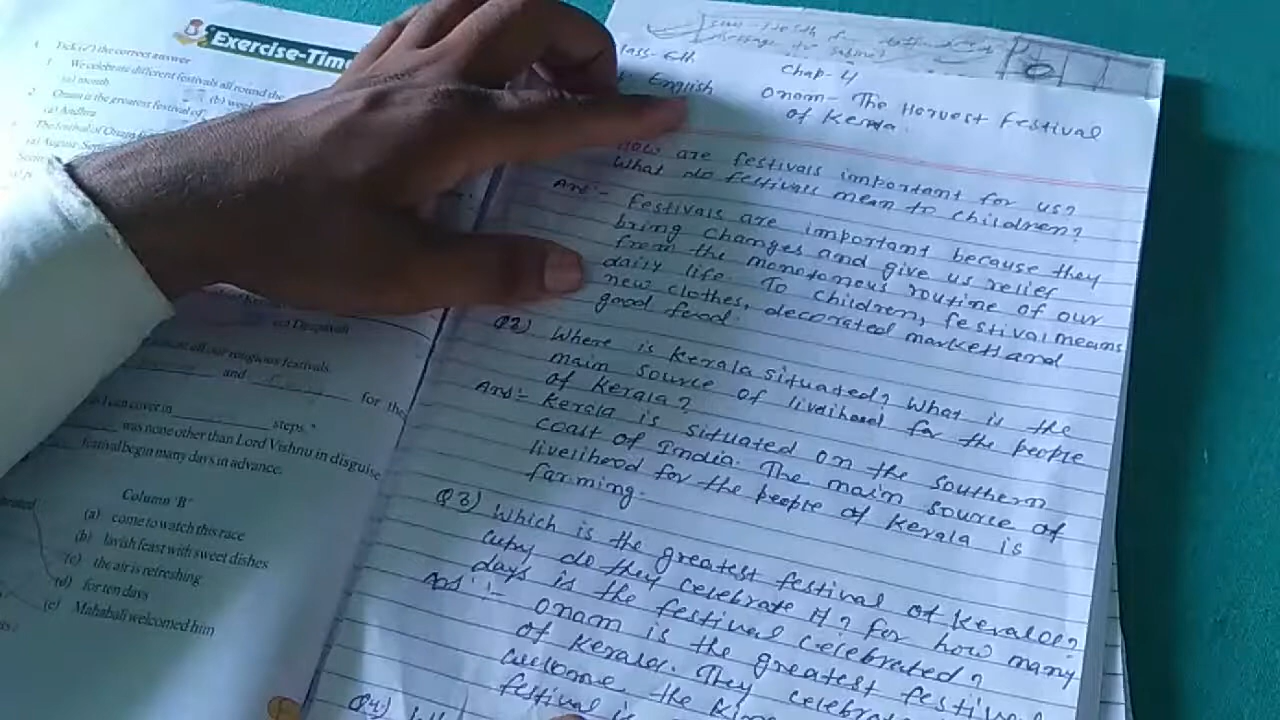 Exercise-Time
Tick (✓) the correct answer
We celebrate different festivals all round the
(a) month
(b) week
Onam is the greatest festival of
(a) Andhra
The festival of Onam
(c) Deepawali
all our religious festivals.
and
for the
I can cover in steps."
was none other than Lord Vishnu in disguise
festival begin many days in advance.
Column 'B'
(a) come to watch this race
(b) lavish feast with sweet dishes
(c) the air is refreshing
(d) for ten days
(e) Mahabali welcomed him
Class-6th
Chap-4
English
Onam- The Horvest Festival
of Kerala.
How are festivals important for us?
What do festivals mean to children?
Ans:- Festivals are important because they
bring changes and give us relief
from the monotonous routine of our
daily life. To children, festival means
new clothes, decorated markets and
good food.
Q2) Where is Kerala situated? What is the
main source of livelihood for the people
of Kerala?
Ans:- Kerala is situated on the southern
coast of India. The main source of
livelihood for the people of Kerala is
farming.
Q3) Which is the greatest festival of Kerala?
why do they celebrate it? For how many
days is the festival celebrated?
Ans:- Onam is the greatest festival
of Kerala. They celebrat
welcome the King
festival is
Q4)